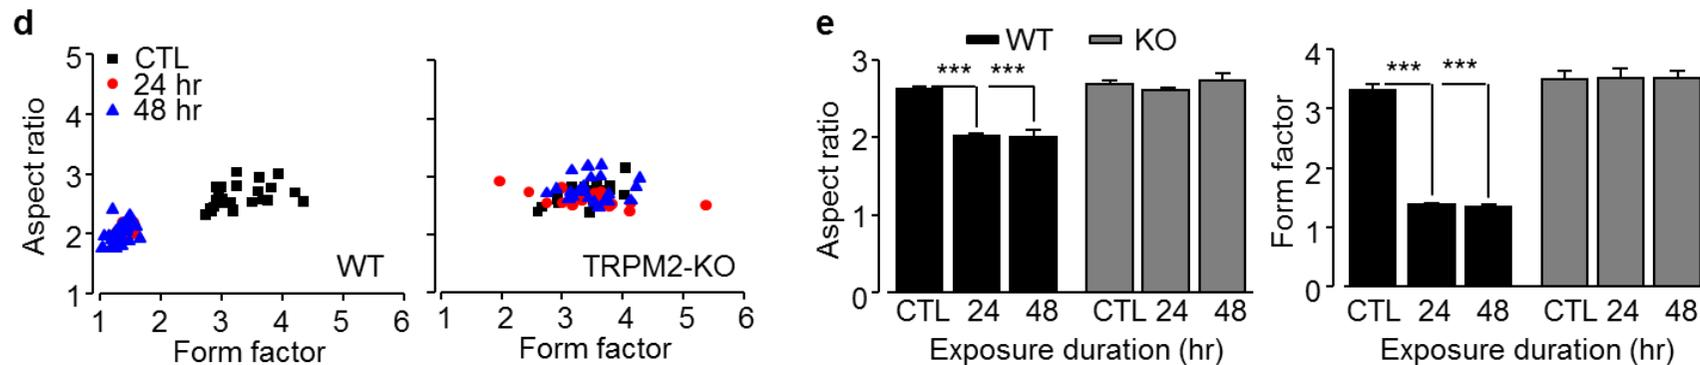 d
5
4
3
2
1
Aspect ratio
CTL
24 hr
48 hr
WT
1 2 3 4 5 6
Form factor
TRPM2-KO
1 2 3 4 5 6
Form factor
e
WT KO
3
2
1
0
Aspect ratio
*** ***
CTL 24 48 CTL 24 48
Exposure duration (hr)
4
3
2
1
0
Form factor
*** ***
CTL 24 48 CTL 24 48
Exposure duration (hr)